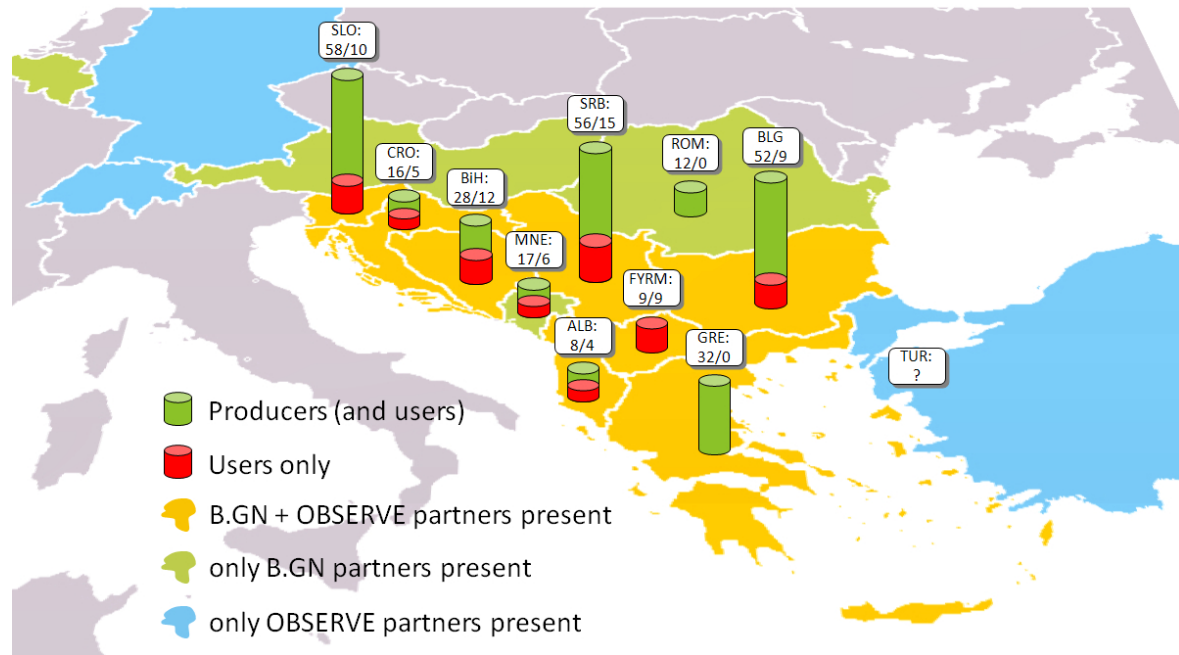 SLO:
58/10
SRB:
56/15
ROM:
12/0
BLG
52/9
CRO:
16/5
BiH:
28/12
MNE:
17/6
FYRM:
9/9
ALB:
8/4
GRE:
32/0
TUR:
?
Producers (and users)
Users only
B.GN + OBSERVE partners present
only B.GN partners present
only OBSERVE partners present